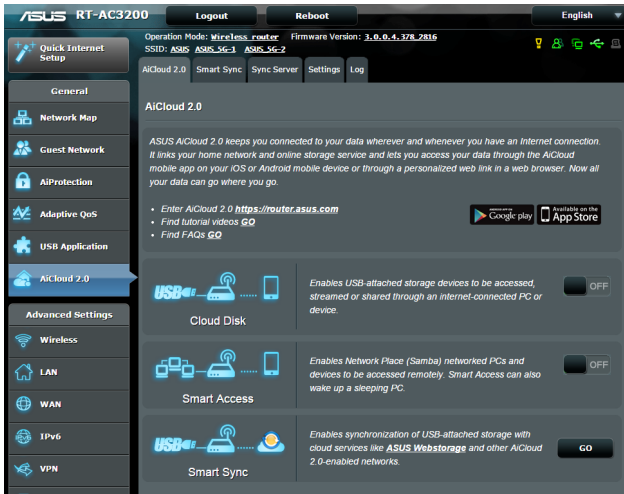 ASUS RT-AC3200 Logout Reboot English
Operation Mode: Wireless router Firmware Version: 3.0.0.4.378_2816
SSID: ASUS ASUS_5G-1 ASUS_5G-2
Quick Internet
Setup
AiCloud 2.0 Smart Sync Sync Server Settings Log
General
Network Map
Guest Network
AiProtection
Adaptive QoS
USB Application
AiCloud 2.0
Advanced Settings
Wireless
LAN
WAN
IPv6
VPN
AiCloud 2.0
ASUS AiCloud 2.0 keeps you connected to your data wherever and whenever you have an Internet connection.
It links your home network and online storage service and lets you access your data through the AiCloud
mobile app on your iOS or Android mobile device or through a personalized web link in a web browser. Now all
your data can go where you go.
• Enter AiCloud 2.0 https://router.asus.com
• Find tutorial videos GO
• Find FAQs GO
ANDROID APP ON
Google play
Available on the
App Store
USB
Cloud Disk
Enables USB-attached storage devices to be accessed,
streamed or shared through an internet-connected PC or
device.
OFF
Smart Access
Enables Network Place (Samba) networked PCs and
devices to be accessed remotely. Smart Access can also
wake up a sleeping PC.
OFF
USB
Smart Sync
Enables synchronization of USB-attached storage with
cloud services like ASUS Webstorage and other AiCloud
2.0-enabled networks.
GO